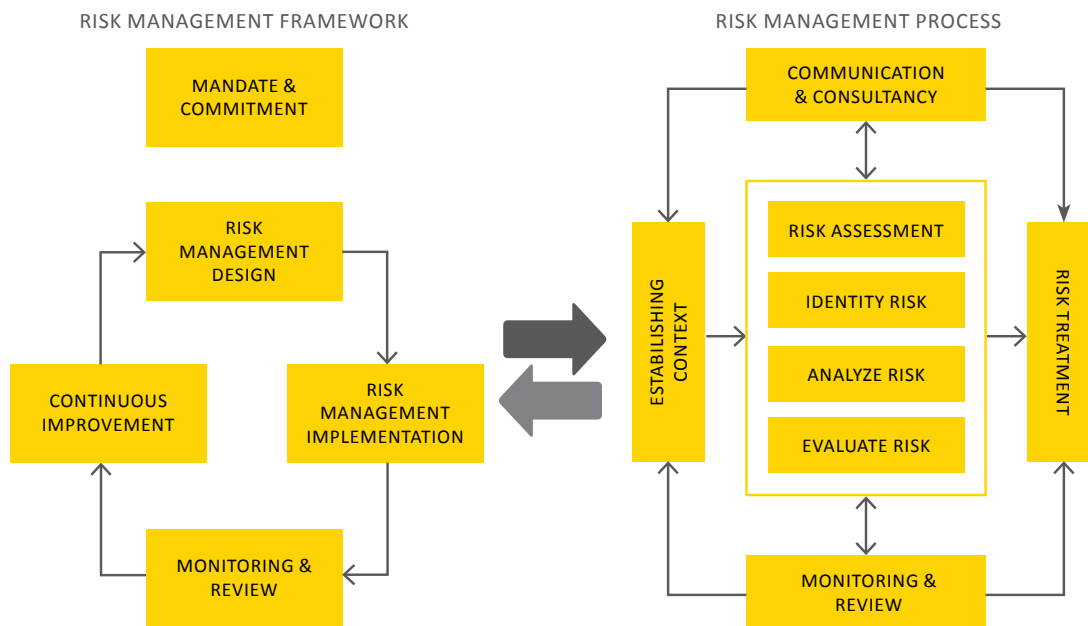 RISK MANAGEMENT FRAMEWORK
MANDATE &
COMMITMENT
RISK
MANAGEMENT
DESIGN
CONTINUOUS
IMPROVEMENT
RISK
MANAGEMENT
IMPLEMENTATION
MONITORING &
REVIEW
RISK MANAGEMENT PROCESS
COMMUNICATION
& CONSULTANCY
ESTABILISHING
CONTEXT
RISK ASSESSMENT
IDENTITY RISK
ANALYZE RISK
EVALUATE RISK
RISK TREATMENT
MONITORING &
REVIEW